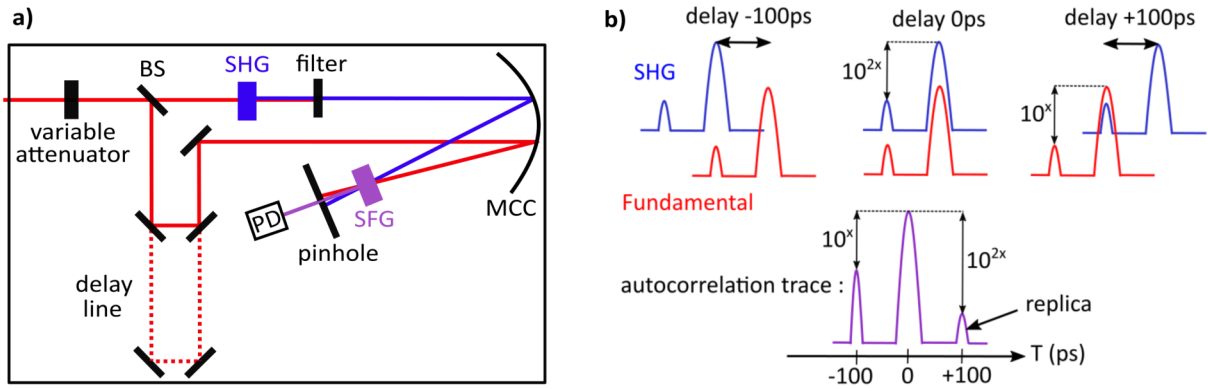 a)
BS
SHG
filter
variable
attenuator
MCC
PD
SFG
pinhole
delay
line
b)
delay -100ps
delay 0ps
delay +100ps
SHG
10^2x
10^x
Fundamental
10^x
10^2x
autocorrelation trace :
replica
T (ps)
-100
0
+100